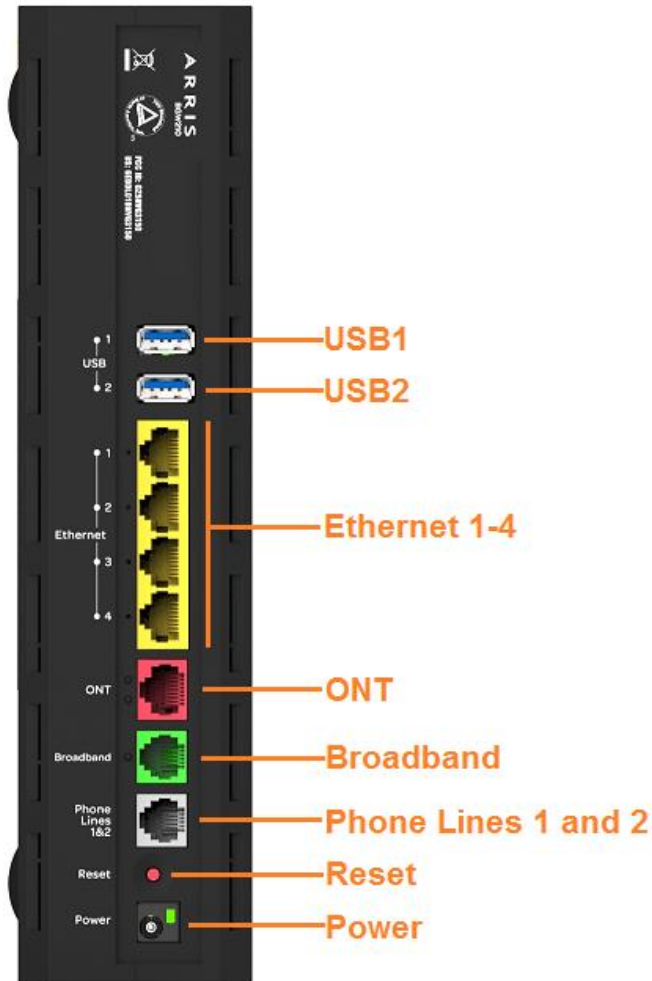 ARRIS
BGW210
USB
1
2
USB1
USB2
Ethernet
1
2
3
4
Ethernet 1-4
ONT
ONT
Broadband
Broadband
Phone
Lines
1&2
Phone Lines 1 and 2
Reset
Reset
Power
Power